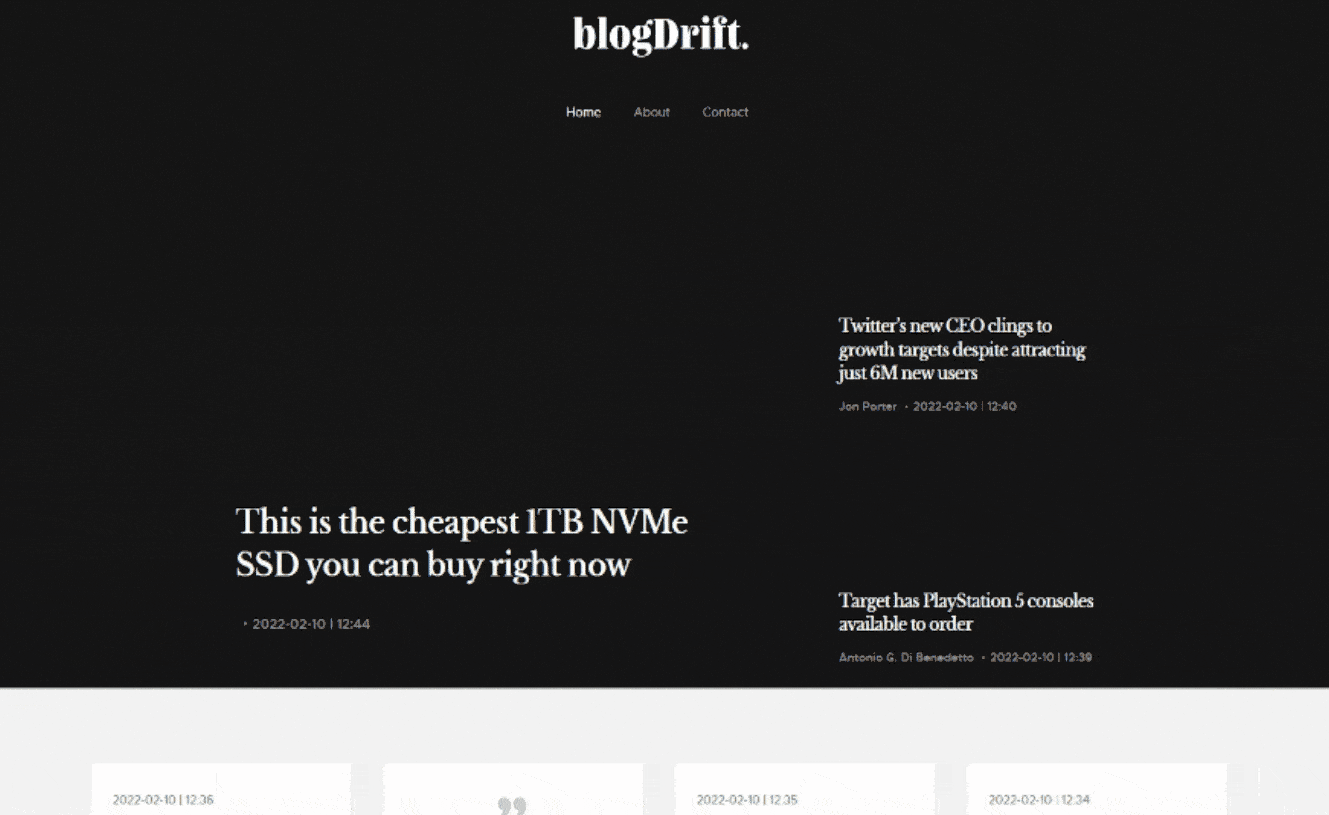 blogDrift.
Home About Contact
Twitter's new CEO clings to
growth targets despite attracting
just 6M new users
Jon Porter • 2022-02-10 | 12:40
This is the cheapest 1TB NVMe
SSD you can buy right now
• 2022-02-10 | 12:44
Target has PlayStation 5 consoles
available to order
Antonio G. Di Benedetto • 2022-02-10 | 12:39
2022-02-10 | 12:36
”
2022-02-10 | 12:35
2022-02-10 | 12:34